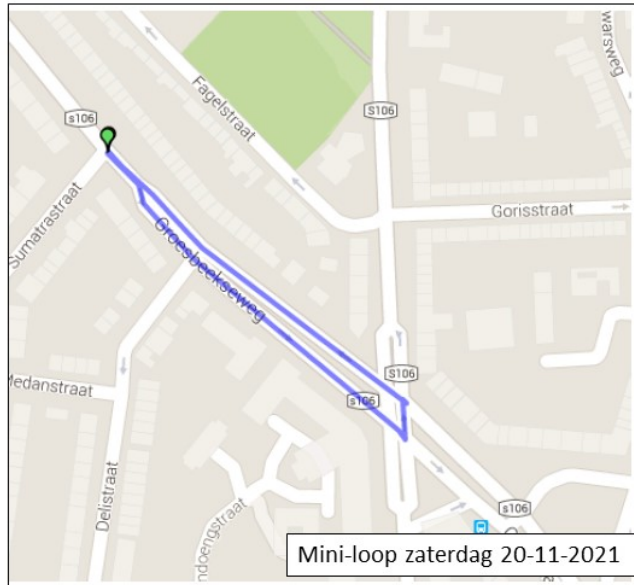 s106
Fagelstraat
S106
Sumatrastraat
Gorisstraat
Groesbeekseweg
S106
s106
Medanstraat
Delistraat
s106
Mini-loop zaterdag 20-11-2021